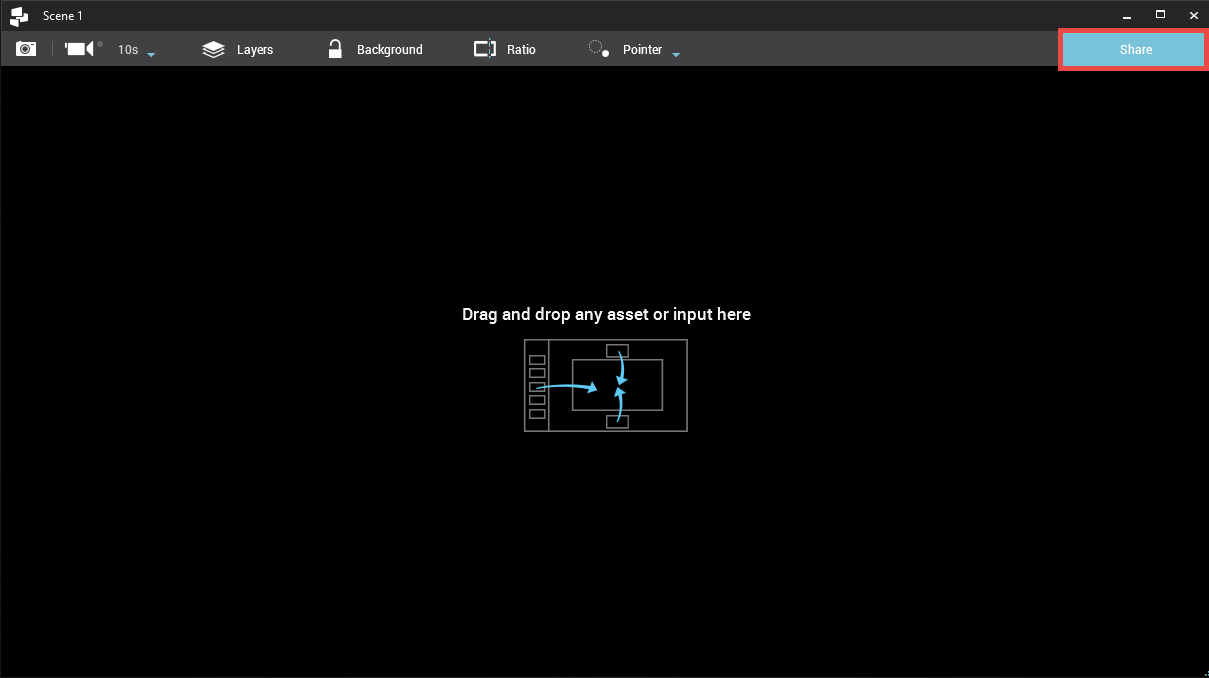 Scene 1
10s Layers Background Ratio Pointer Share
Drag and drop any asset or input here